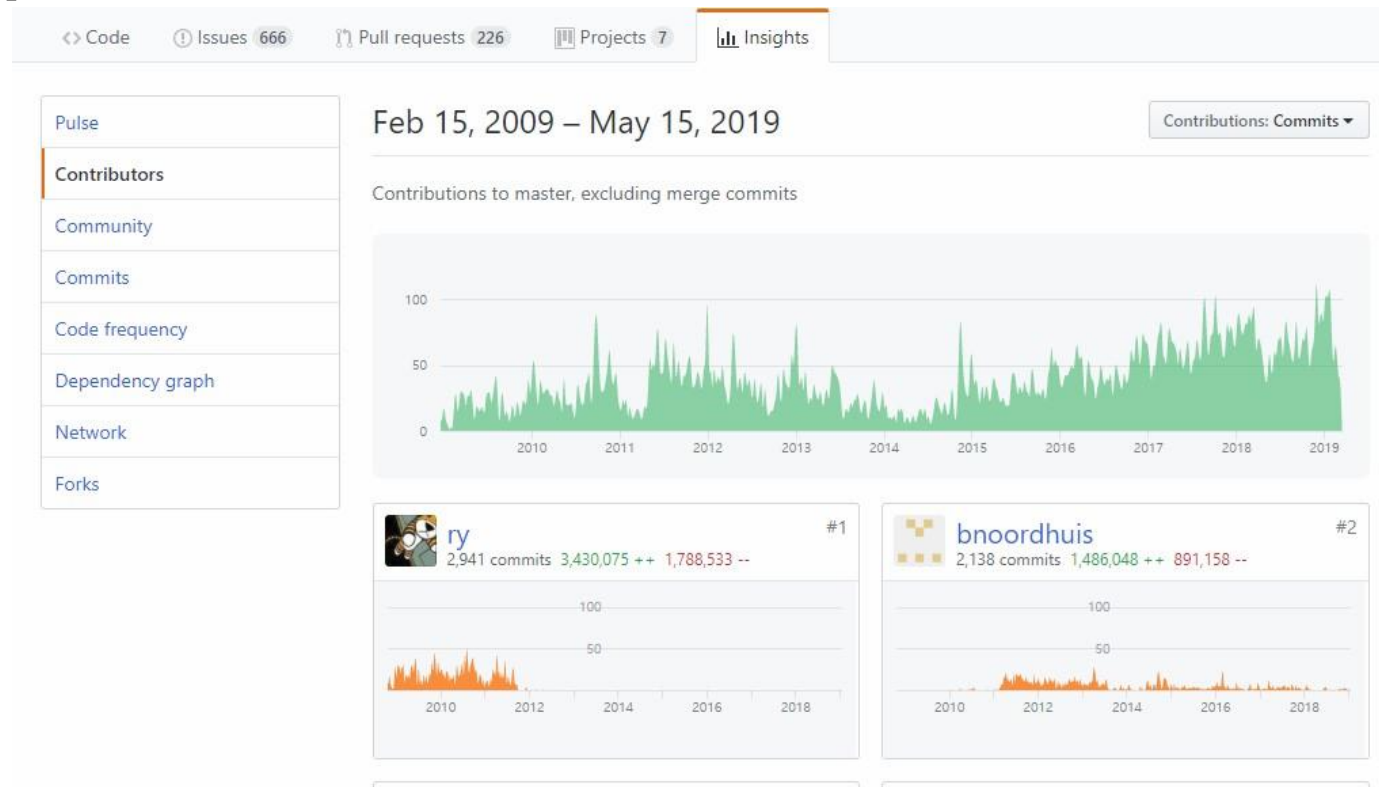 Code Issues 666 Pull requests 226 Projects 7 Insights
Pulse
Contributors
Community
Commits
Code frequency
Dependency graph
Network
Forks
Feb 15, 2009 – May 15, 2019
Contributions: Commits
Contributions to master, excluding merge commits
100
50
0
2010 2011 2012 2013 2014 2015 2016 2017 2018 2019
ry #1
2,941 commits 3,430,075 ++ 1,788,533 --
100
50
2010 2012 2014 2016 2018
bnoordhuis #2
2,138 commits 1,486,048 ++ 891,158 --
100
50
2010 2012 2014 2016 2018